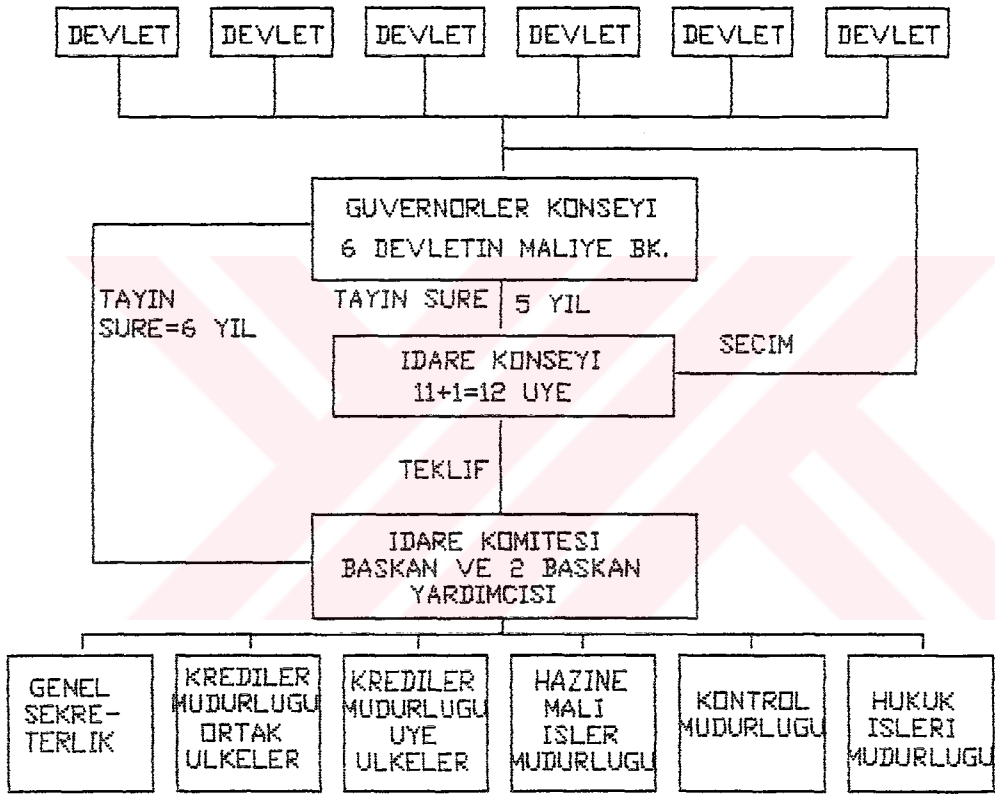 DEVLET DEVLET DEVLET DEVLET DEVLET DEVLET
GUVERNORLER KONSEYI
6 DEVLETIN MALIYE BK.
TAYIN
SURE=6 YIL
TAYIN SURE 5 YIL
SECIM
IDARE KONSEYI
11+1=12 UYE
TEKLIF
IDARE KOMITESI
BASKAN VE 2 BASKAN
YARDIMCISI
GENEL
SEKRE-
TERLIK
KREDILER
MUDURLUGU
ORTAK
ULKELER
KREDILER
MUDURLUGU
UYE
ULKELER
HAZINE
MALI
ISLER
MUDURLUGU
KONTROL
MUDURLUGU
HUKUK
ISLERI
MUDURLUGU